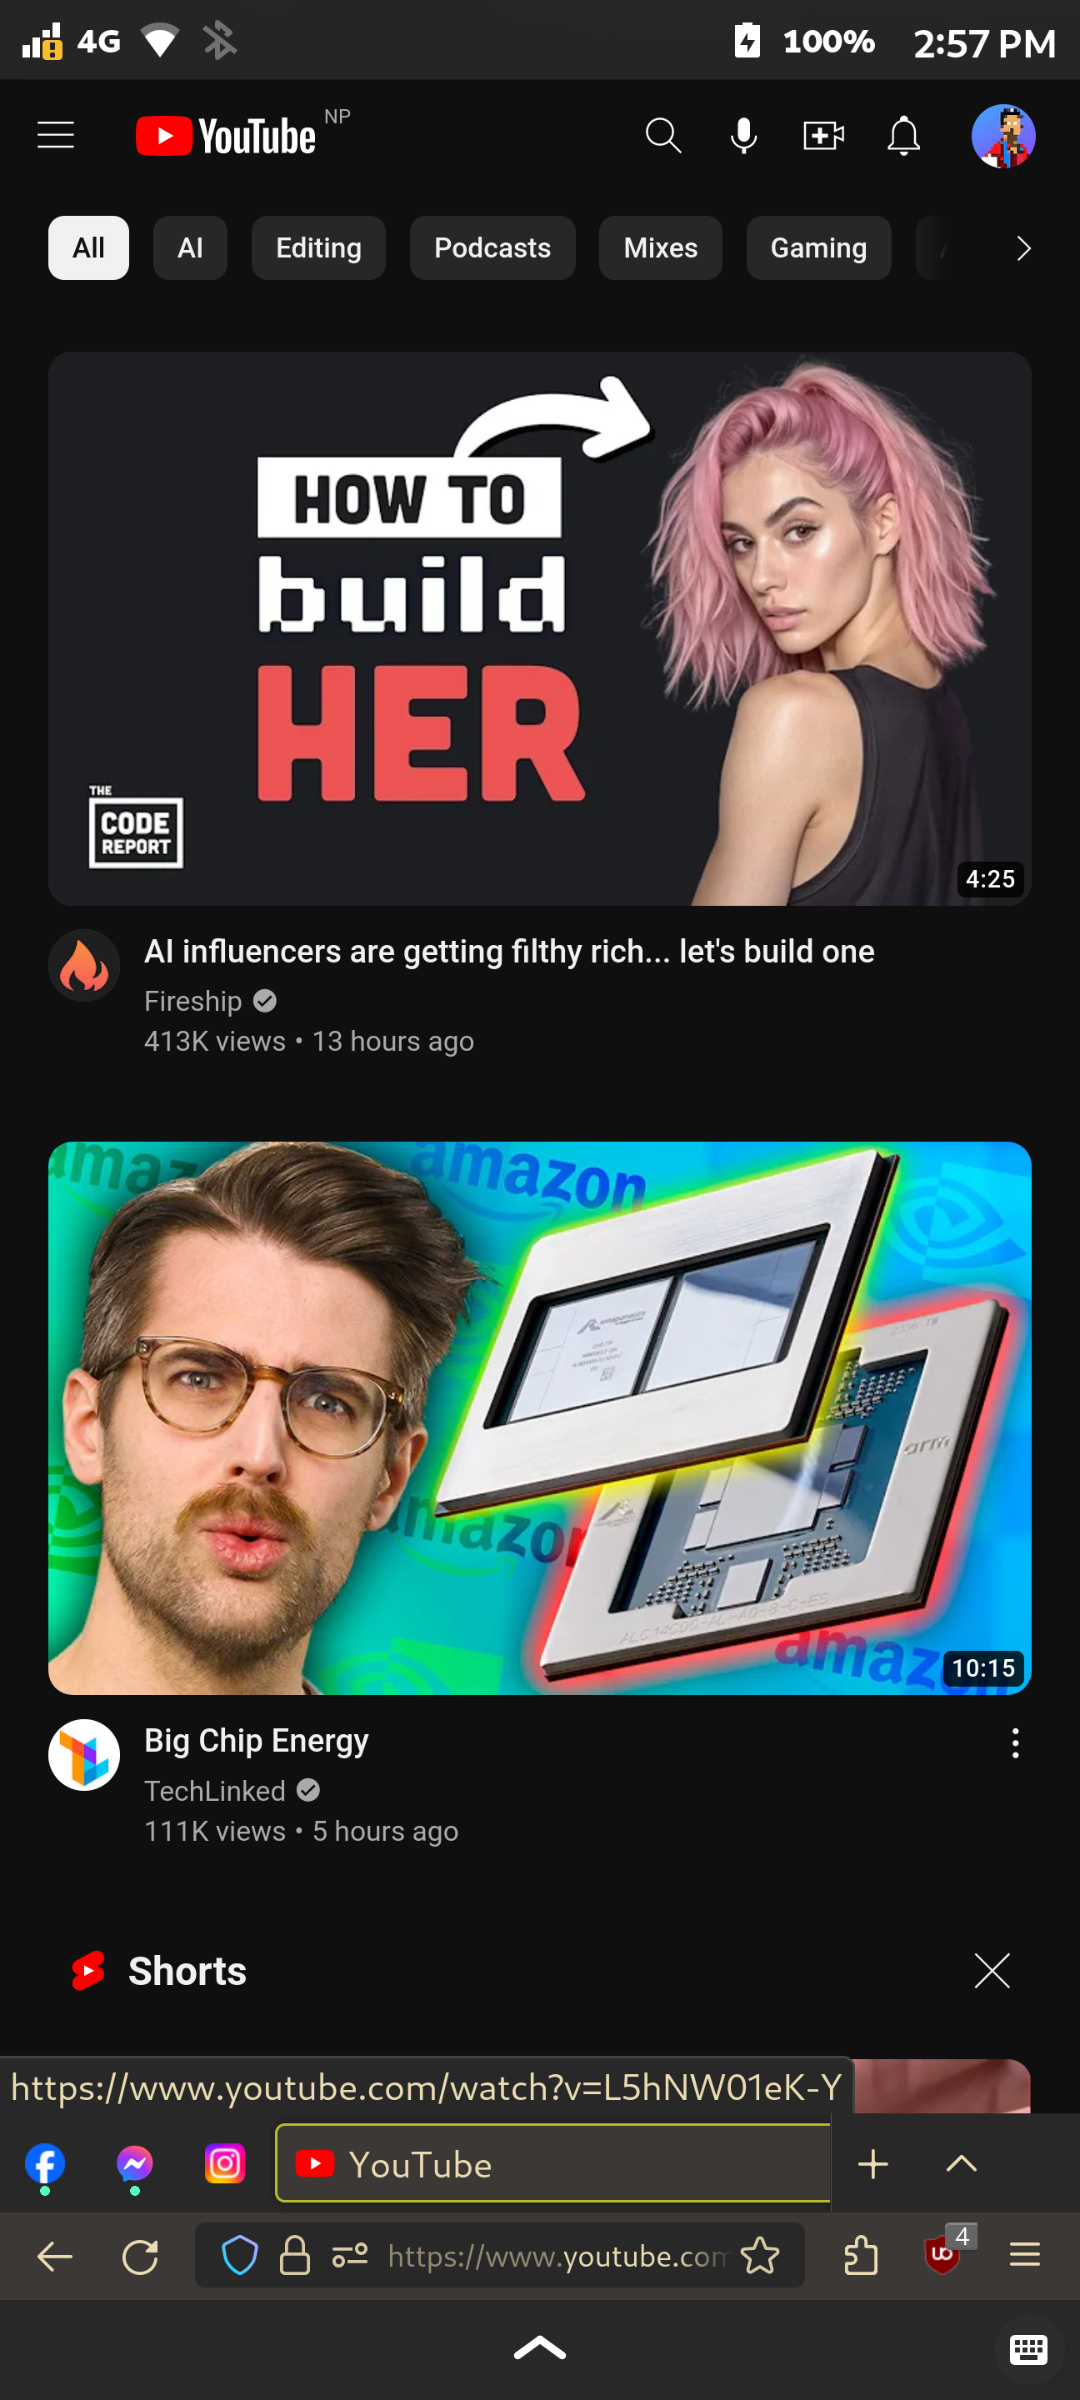 4G
100%
2:57 PM
YouTube
NP
All
AI
Editing
Podcasts
Mixes
Gaming
HOW TO
build
HER
THE
CODE
REPORT
4:25
AI influencers are getting filthy rich... let's build one
Fireship
413K views • 13 hours ago
amazon
amazon
arm
amazon
10:15
Big Chip Energy
TechLinked
111K views • 5 hours ago
Shorts
https://www.youtube.com/watch?v=L5hNW01eK-Y
YouTube
https://www.youtube.com
4